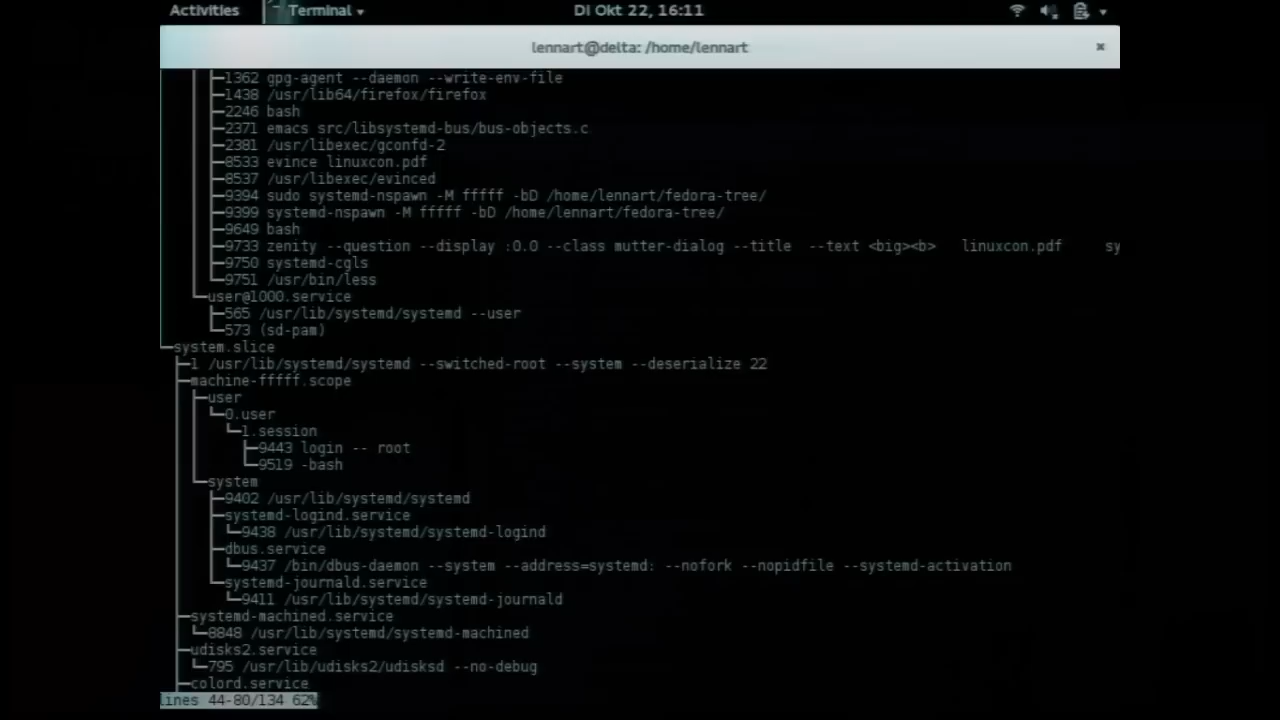 Activities Terminal DI Okt 22, 16:11
lennart@delta: /home/lennart ×
├─1362 gpg-agent --daemon --write-env-file
├─1438 /usr/lib64/firefox/firefox
├─2246 bash
├─2371 emacs src/libsystemd-bus/bus-objects.c
├─2381 /usr/libexec/gconfd-2
├─8533 evince linuxcon.pdf
├─8537 /usr/libexec/evinced
├─9394 sudo systemd-nspawn -M fffff -bD /home/lennart/fedora-tree/
├─9399 systemd-nspawn -M fffff -bD /home/lennart/fedora-tree/
├─9649 bash
├─9733 zenity --question --display :0.0 --class mutter-dialog --title --text <big><b> linuxcon.pdf sy
├─9750 systemd-cgls
└─9751 /usr/bin/less
└─user@1000.service
├─565 /usr/lib/systemd/systemd --user
└─573 (sd-pam)
└─system.slice
├─1 /usr/lib/systemd/systemd --switched-root --system --deserialize 22
├─machine-fffff.scope
├─user
└─0.user
└─1.session
├─9443 login -- root
└─9519 -bash
└─system
├─9402 /usr/lib/systemd/systemd
├─systemd-logind.service
└─9438 /usr/lib/systemd/systemd-logind
├─dbus.service
└─9437 /bin/dbus-daemon --system --address=systemd: --nofork --nopidfile --systemd-activation
└─systemd-journald.service
└─9411 /usr/lib/systemd/systemd-journald
├─systemd-machined.service
└─8848 /usr/lib/systemd/systemd-machined
├─udisks2.service
└─795 /usr/lib/udisks2/udisksd --no-debug
├─colord.service
lines 44-80/134 62%